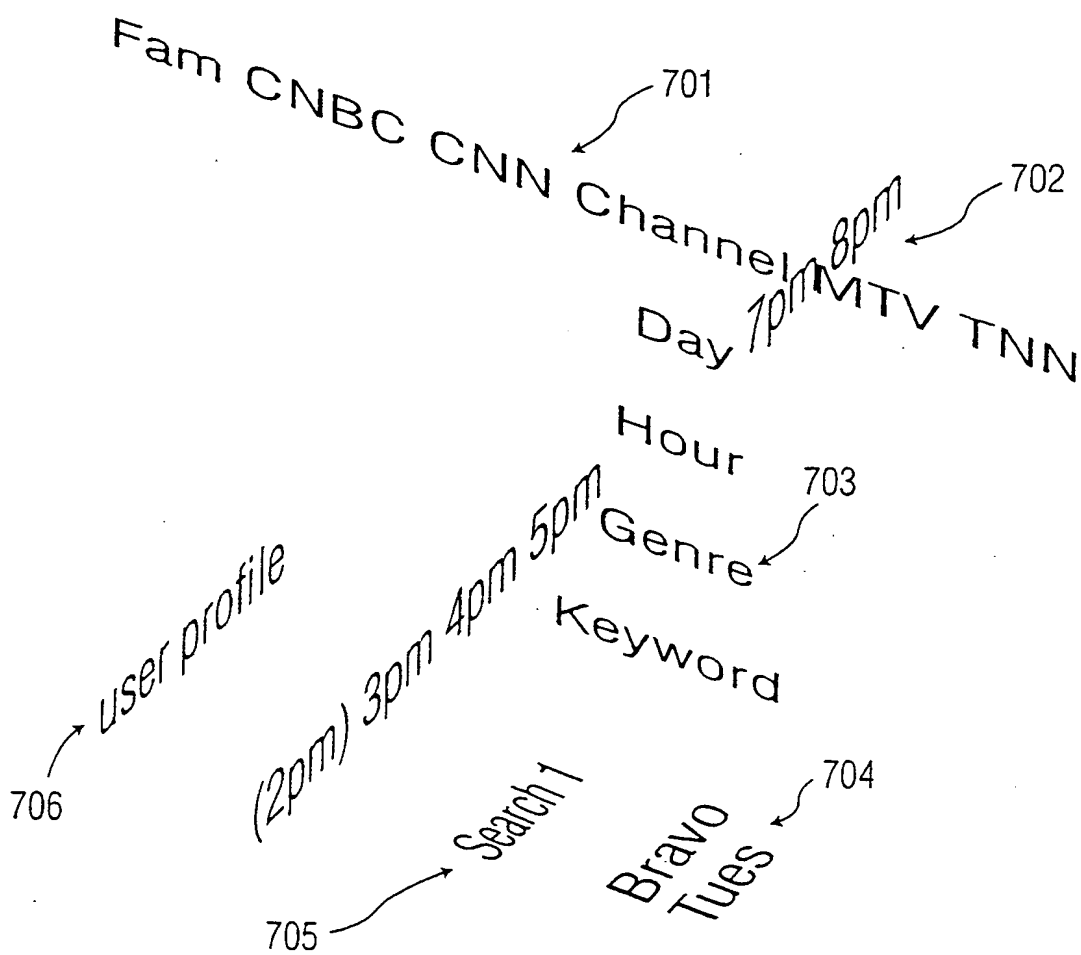 Fam CNBC CNN Channel MTV TNN
701
702
7pm 8pm
Day
Hour
703
Genre
Keyword
(2pm) 3pm 4pm 5pm
user profile
706
Search 1
704
Bravo
Tues
705